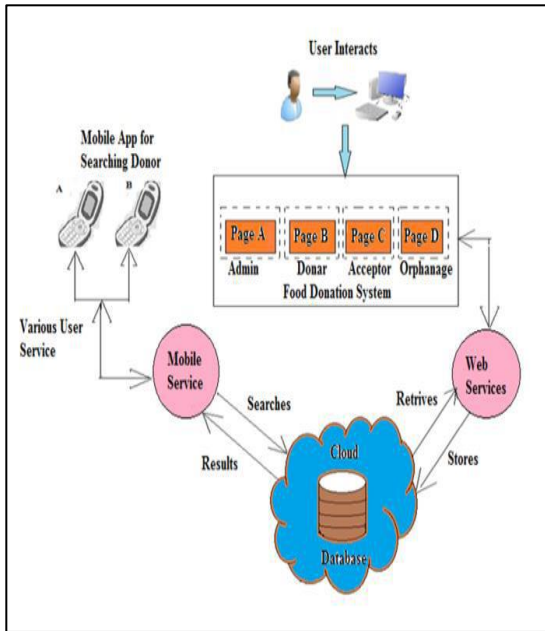 User Interacts
Mobile App for
Searching Donor
A
B
Page A
Page B
Page C
Page D
Admin
Donar
Acceptor
Orphanage
Food Donation System
Various User
Service
Mobile
Service
Web
Services
Searches
Retrives
Results
Stores
Cloud
Database